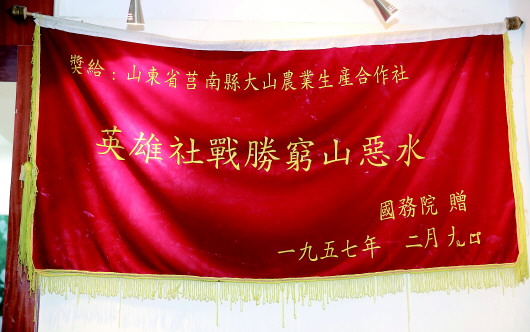 獎給：山東省莒南縣大山農業生產合作社
英雄社戰勝窮山惡水
國務院 贈
一九五七年 二月 九日